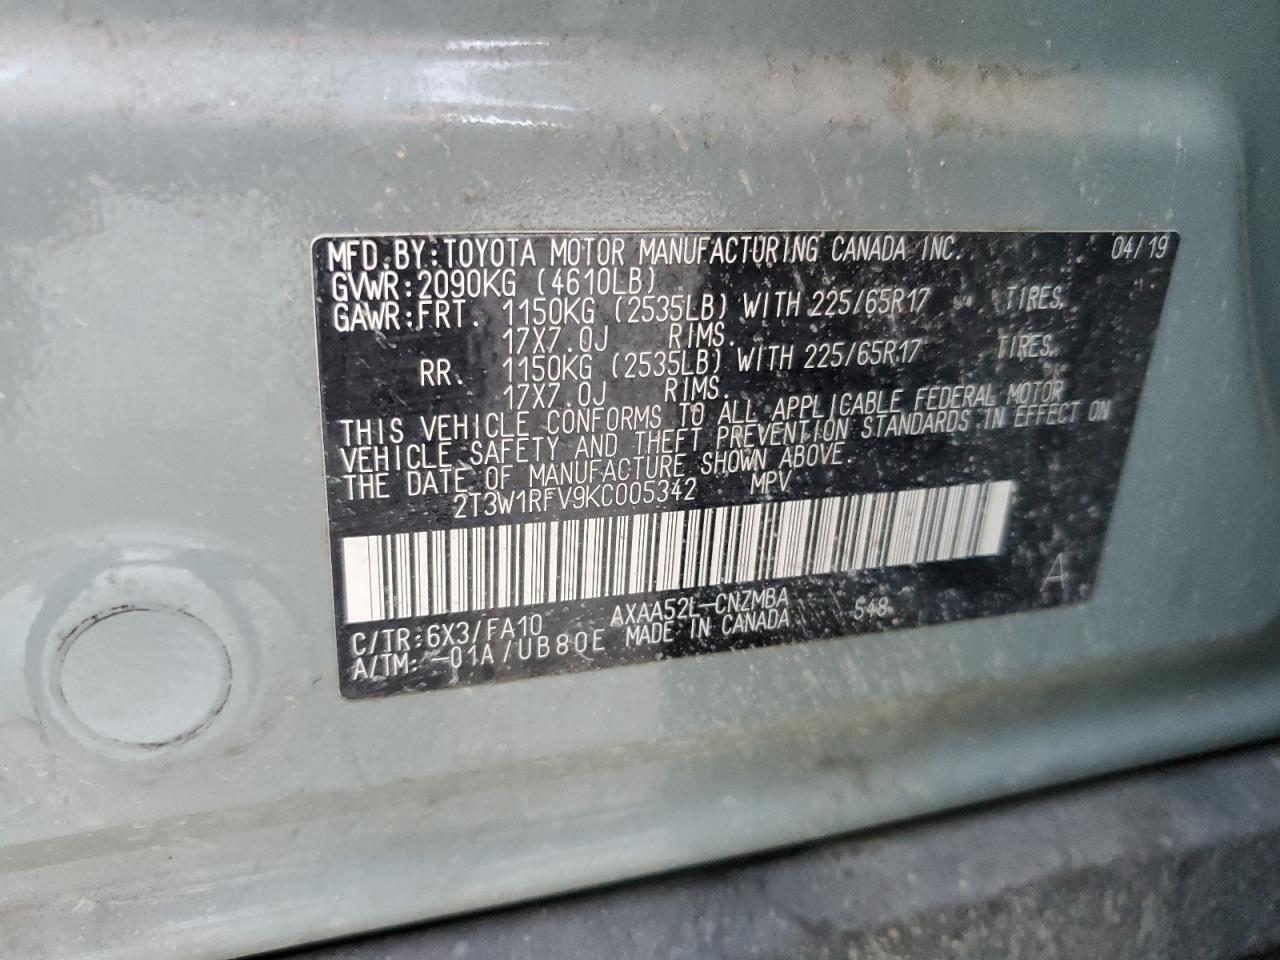 MFD.BY:TOYOTA MOTOR MANUFACTURING CANADA INC. 04/19
GVWR:2090KG (4610LB)
GAWR:FRT. 1150KG (2535LB) WITH 225/65R17 TIRES,
17X7.0J RIMS.
RR. 1150KG (2535LB) WITH 225/65R17 TIRES,
17X7.0J RIMS.
THIS VEHICLE CONFORMS TO ALL APPLICABLE FEDERAL MOTOR
VEHICLE SAFETY AND THEFT PREVENTION STANDARDS IN EFFECT ON
THE DATE OF MANUFACTURE SHOWN ABOVE.
2T3W1RFV9KC005342 MPV
A
C/TR:6X3/FA10 AXAA52L-CNZMBA 548
A/TM:-01A/UB80E MADE IN CANADA